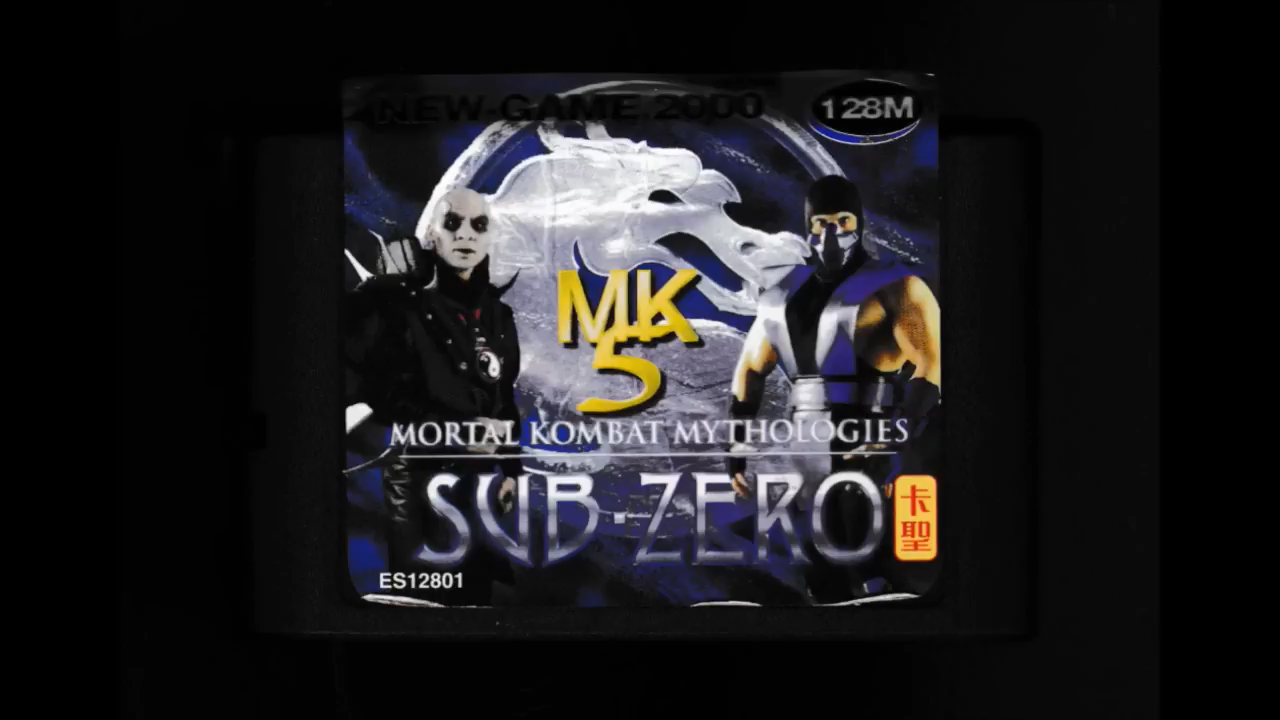 NEW-GAME 2000
128M
MK
5
MORTAL KOMBAT MYTHOLOGIES
SUB-ZERO
卡
聖
ES12801